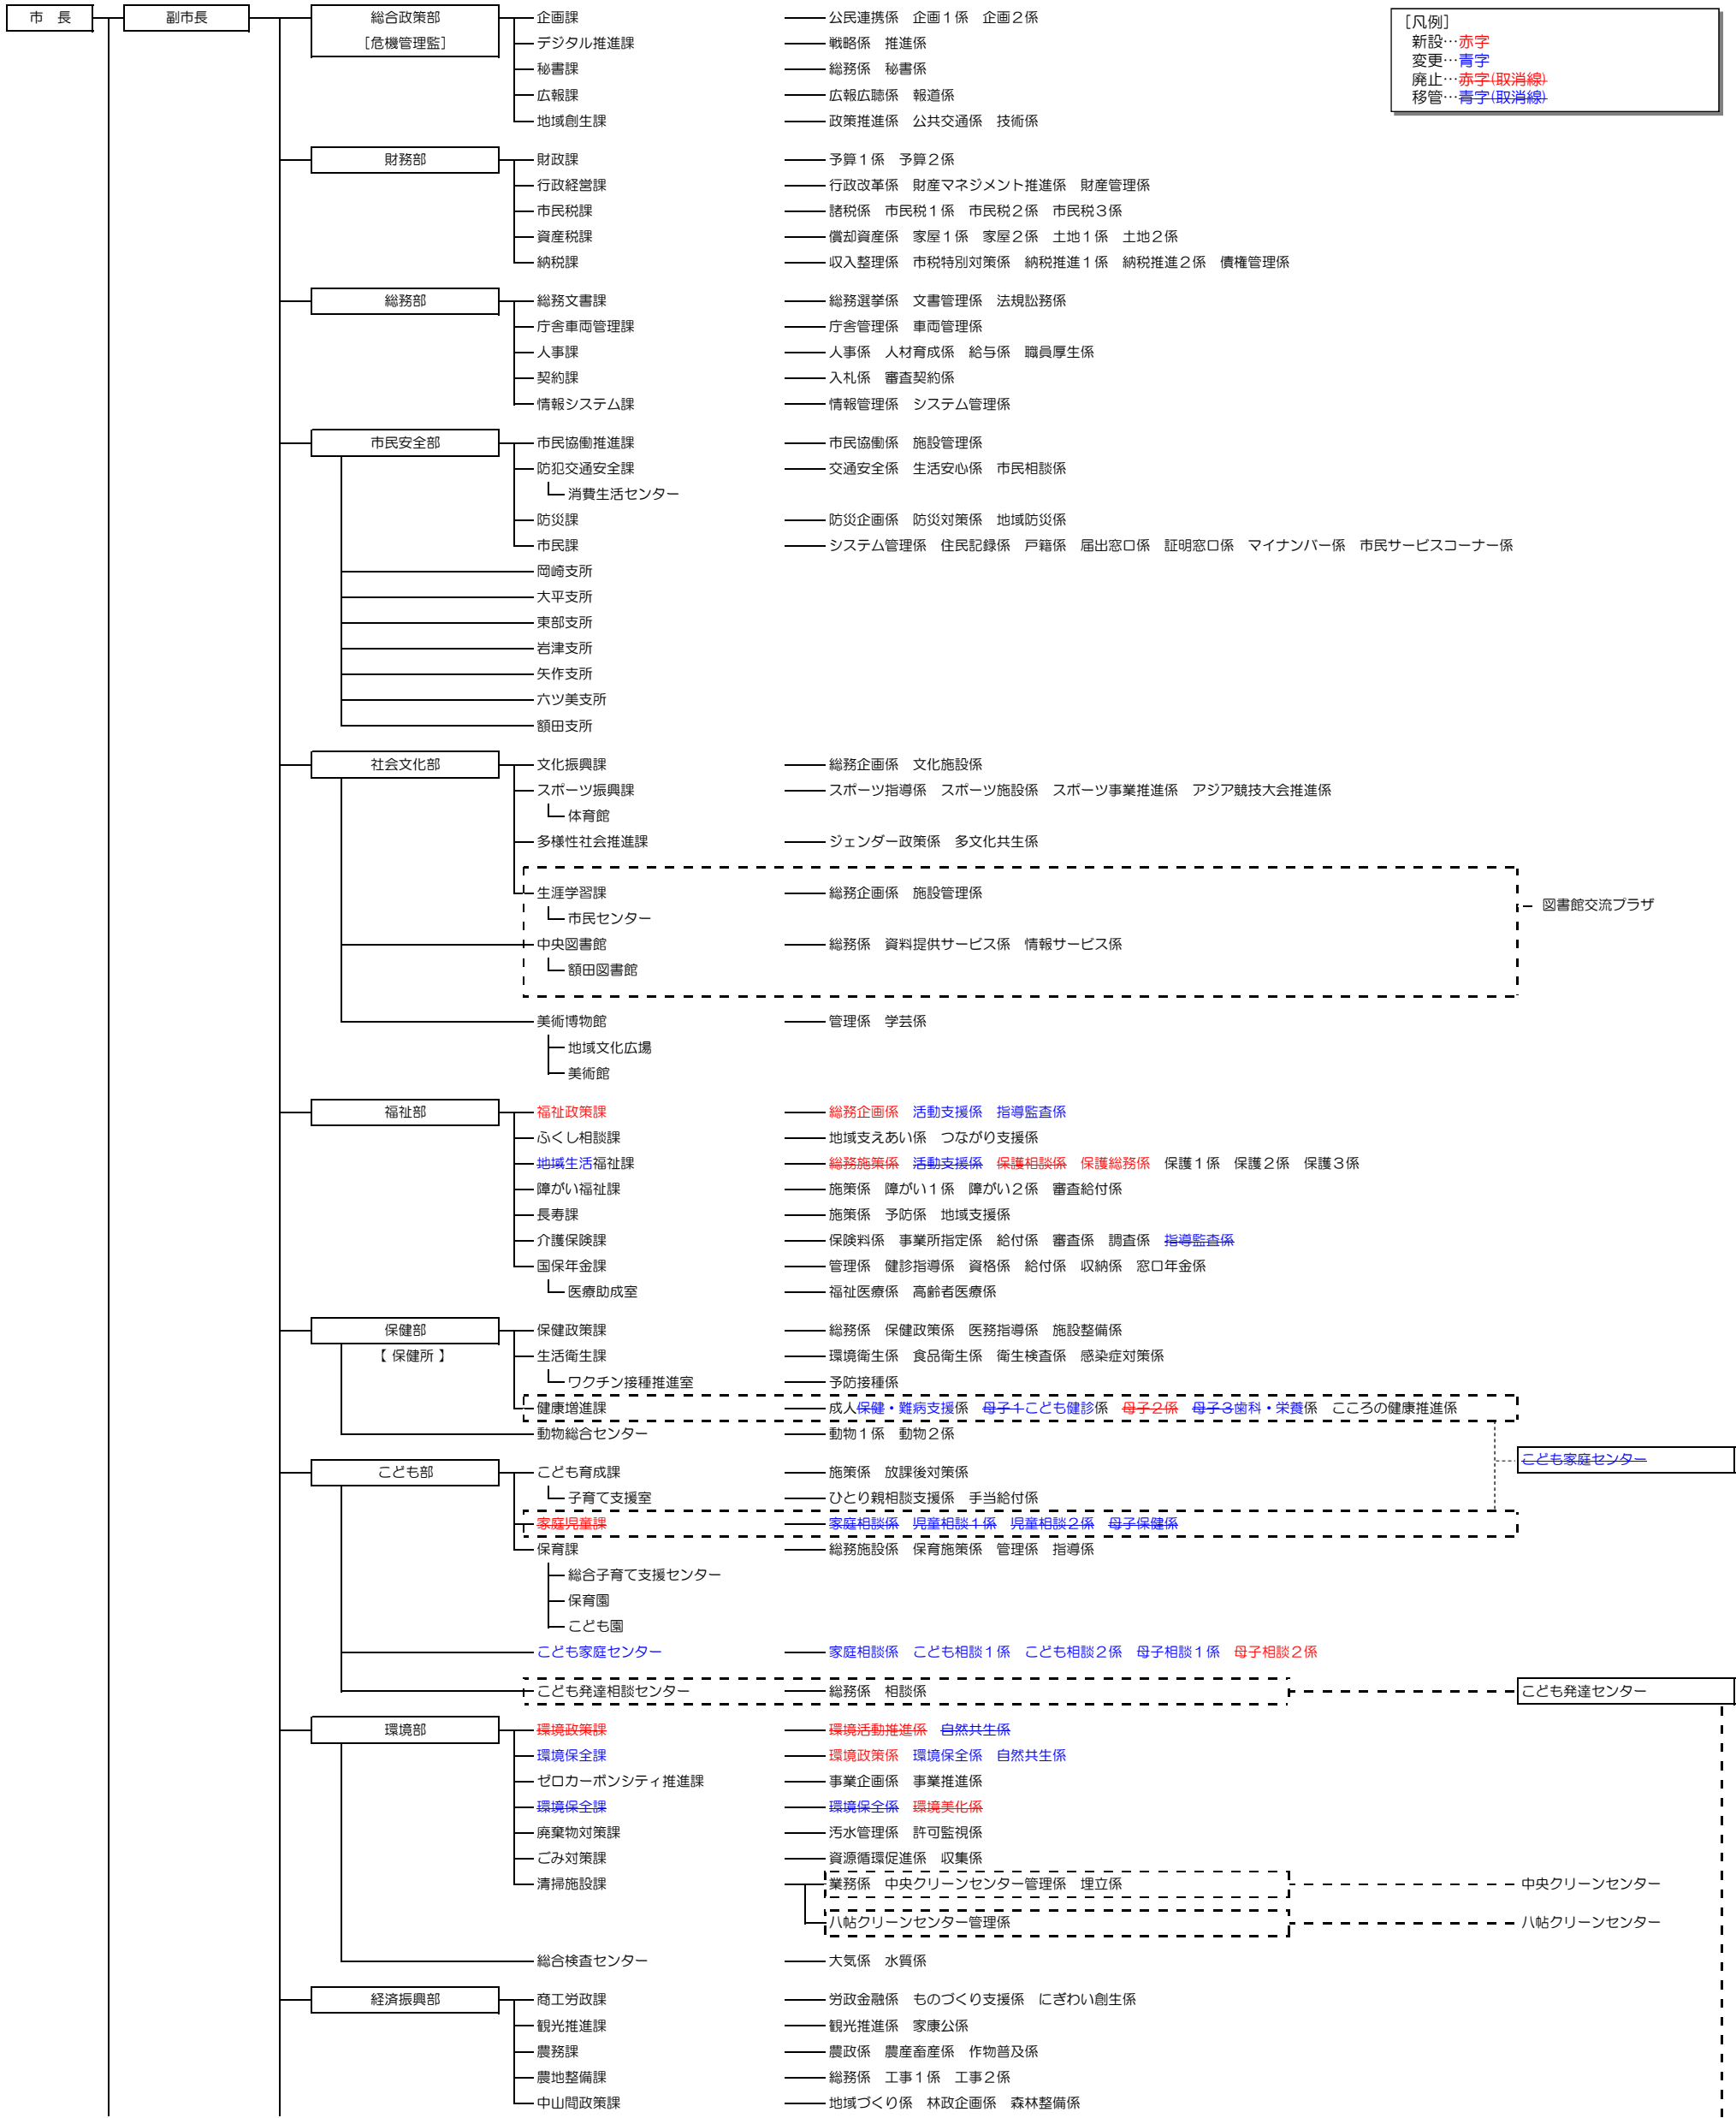 市　長　副市長　総合政策部　企画課　公民連携係　企画１係　企画２係
［危機管理監］　デジタル推進課　戦略係　推進係
秘書課　総務係　秘書係
広報課　広報広聴係　報道係
地域創生課　政策推進係　公共交通係　技術係
［凡例］
新設…赤字
変更…青字
廃止…赤字(取消線)
移管…青字(取消線)
財務部　財政課　予算１係　予算２係
行政経営課　行政改革係　財産マネジメント推進係　財産管理係
市民税課　諸税係　市民税１係　市民税２係　市民税３係
資産税課　償却資産係　家屋１係　家屋２係　土地１係　土地２係
納税課　収入整理係　市税特別対策係　納税推進１係　納税推進２係　債権管理係
総務部　総務文書課　総務選挙係　文書管理係　法規訟務係
庁舎車両管理課　庁舎管理係　車両管理係
人事課　人事係　人材育成係　給与係　職員厚生係
契約課　入札係　審査契約係
情報システム課　情報管理係　システム管理係
市民安全部　市民協働推進課　市民協働係　施設管理係
防犯交通安全課　交通安全係　生活安心係　市民相談係
消費生活センター
防災課　防災企画係　防災対策係　地域防災係
市民課　システム管理係　住民記録係　戸籍係　届出窓口係　証明窓口係　マイナンバー係　市民サービスコーナー係
岡崎支所
大平支所
東部支所
岩津支所
矢作支所
六ツ美支所
額田支所
社会文化部　文化振興課　総務企画係　文化施設係
スポーツ振興課　スポーツ指導係　スポーツ施設係　スポーツ事業推進係　アジア競技大会推進係
体育館
多様性社会推進課　ジェンダー政策係　多文化共生係
生涯学習課　総務企画係　施設管理係
図書館交流プラザ
市民センター
中央図書館　総務係　資料提供サービス係　情報サービス係
額田図書館
美術博物館　管理係　学芸係
地域文化広場
美術館
福祉部　福祉政策課　総務企画係　活動支援係　指導監査係
ふくし相談課　地域支えあい係　つながり支援係
地域生活福祉課　総務施策係　活動支援係　保護相談係　保護総務係　保護１係　保護２係　保護３係
障がい福祉課　施策係　障がい１係　障がい２係　審査給付係
長寿課　施策係　予防係　地域支援係
介護保険課　保険料係　事業所指定係　給付係　審査係　調査係　指導監査係
国保年金課　管理係　健診指導係　資格係　給付係　収納係　窓口年金係
医療助成室　福祉医療係　高齢者医療係
保健部　保健政策課　総務係　保健政策係　医務指導係　施設整備係
【 保健所 】　生活衛生課　環境衛生係　食品衛生係　衛生検査係　感染症対策係
ワクチン接種推進室　予防接種係
健康増進課　成人保健・難病支援係　母子１こども健診係　母子２係　母子３歯科・栄養係　こころの健康推進係
動物総合センター　動物１係　動物２係
こども家庭センター
こども部　こども育成課　施策係　放課後対策係
子育て支援室　ひとり親相談支援係　手当給付係
家庭児童課　家庭相談係　児童相談１係　児童相談２係　母子保健係
保育課　総務施設係　保育施策係　管理係　指導係
総合子育て支援センター
保育園
こども園
こども家庭センター　家庭相談係　こども相談１係　こども相談２係　母子相談１係　母子相談２係
こども発達相談センター　総務係　相談係　こども発達センター
環境部　環境政策課　環境活動推進係　自然共生係
環境保全課　環境政策係　環境保全係　自然共生係
ゼロカーボンシティ推進課　事業企画係　事業推進係
環境保全課　環境保全係　環境美化係
廃棄物対策課　汚水管理係　許可監視係
ごみ対策課　資源循環促進係　収集係
清掃施設課　業務係　中央クリーンセンター管理係　埋立係　中央クリーンセンター
八帖クリーンセンター管理係　八帖クリーンセンター
総合検査センター　大気係　水質係
経済振興部　商工労政課　労政金融係　ものづくり支援係　にぎわい創生係
観光推進課　観光推進係　家康公係
農務課　農政係　農産畜産係　作物普及係
農地整備課　総務係　工事１係　工事２係
中山間政策課　地域づくり係　林政企画係　森林整備係